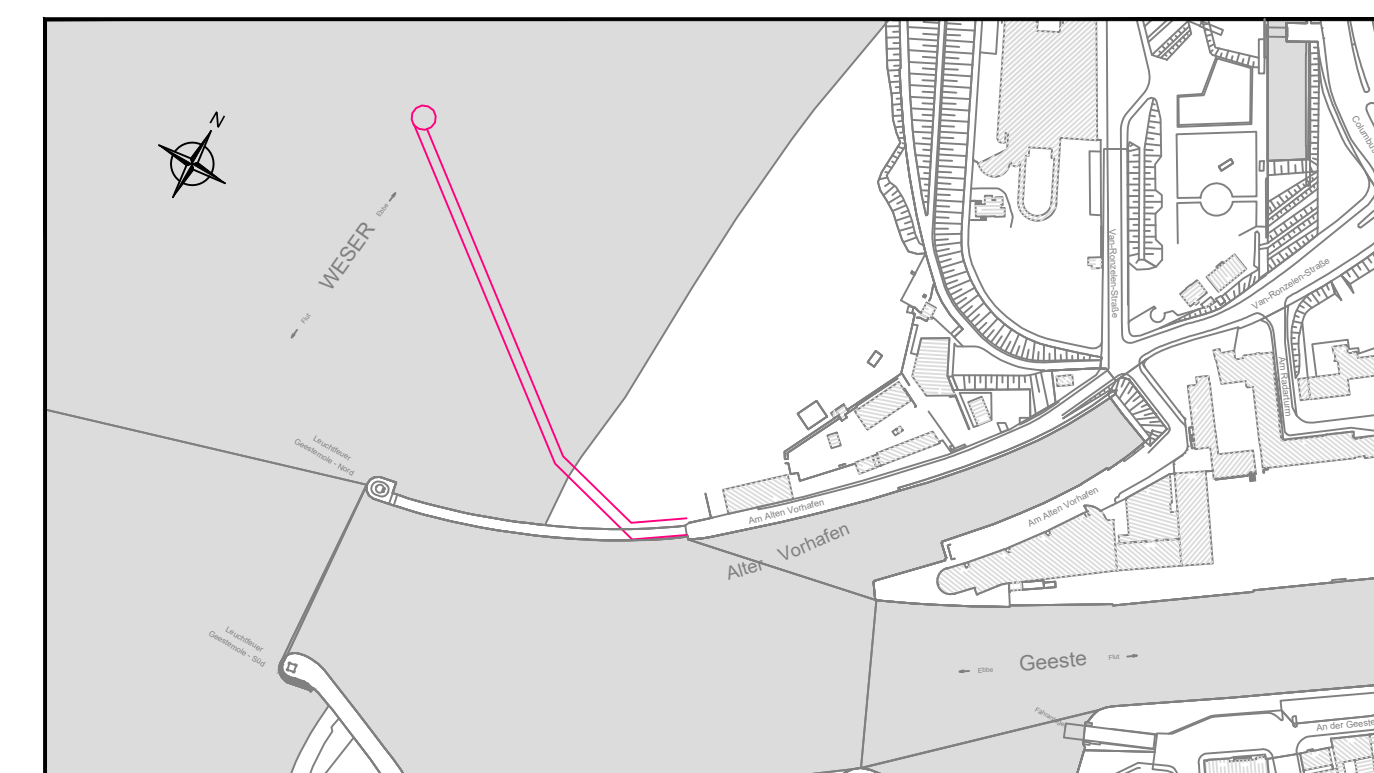 N
WESER
Ebbe
Flut
Leuchtfeuer
Geestemole - Nord
Leuchtfeuer
Geestemole - Süd
Am Alten Vorhafen
Alter Vorhafen
Am Alten Vorhafen
Van-Ronzelen-Straße
Van-Ronzelen-Straße
Am Radarturm
Ebbe
Geeste
Flut
An der Geeste